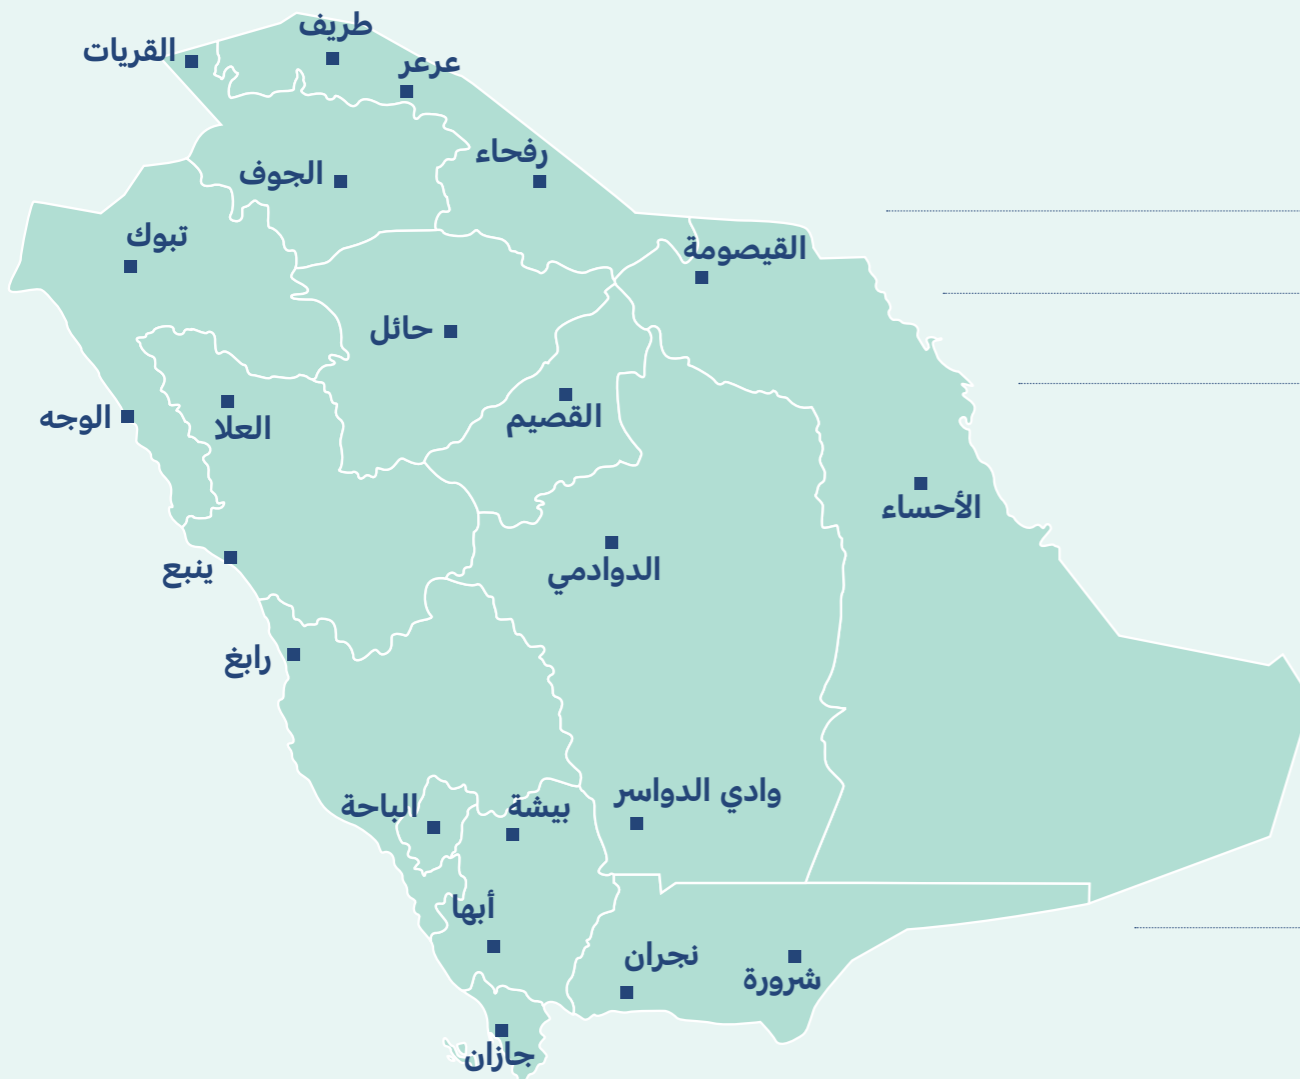 طريف
القريات
عرعر
رفحاء
الجوف
تبوك
القيصومة
حائل
العلا
الوجه
القصيم
الأحساء
الدوادمي
ينبع
رابغ
وادي الدواسر
بيشة
الباحة
أبها
نجران
شرورة
جازان